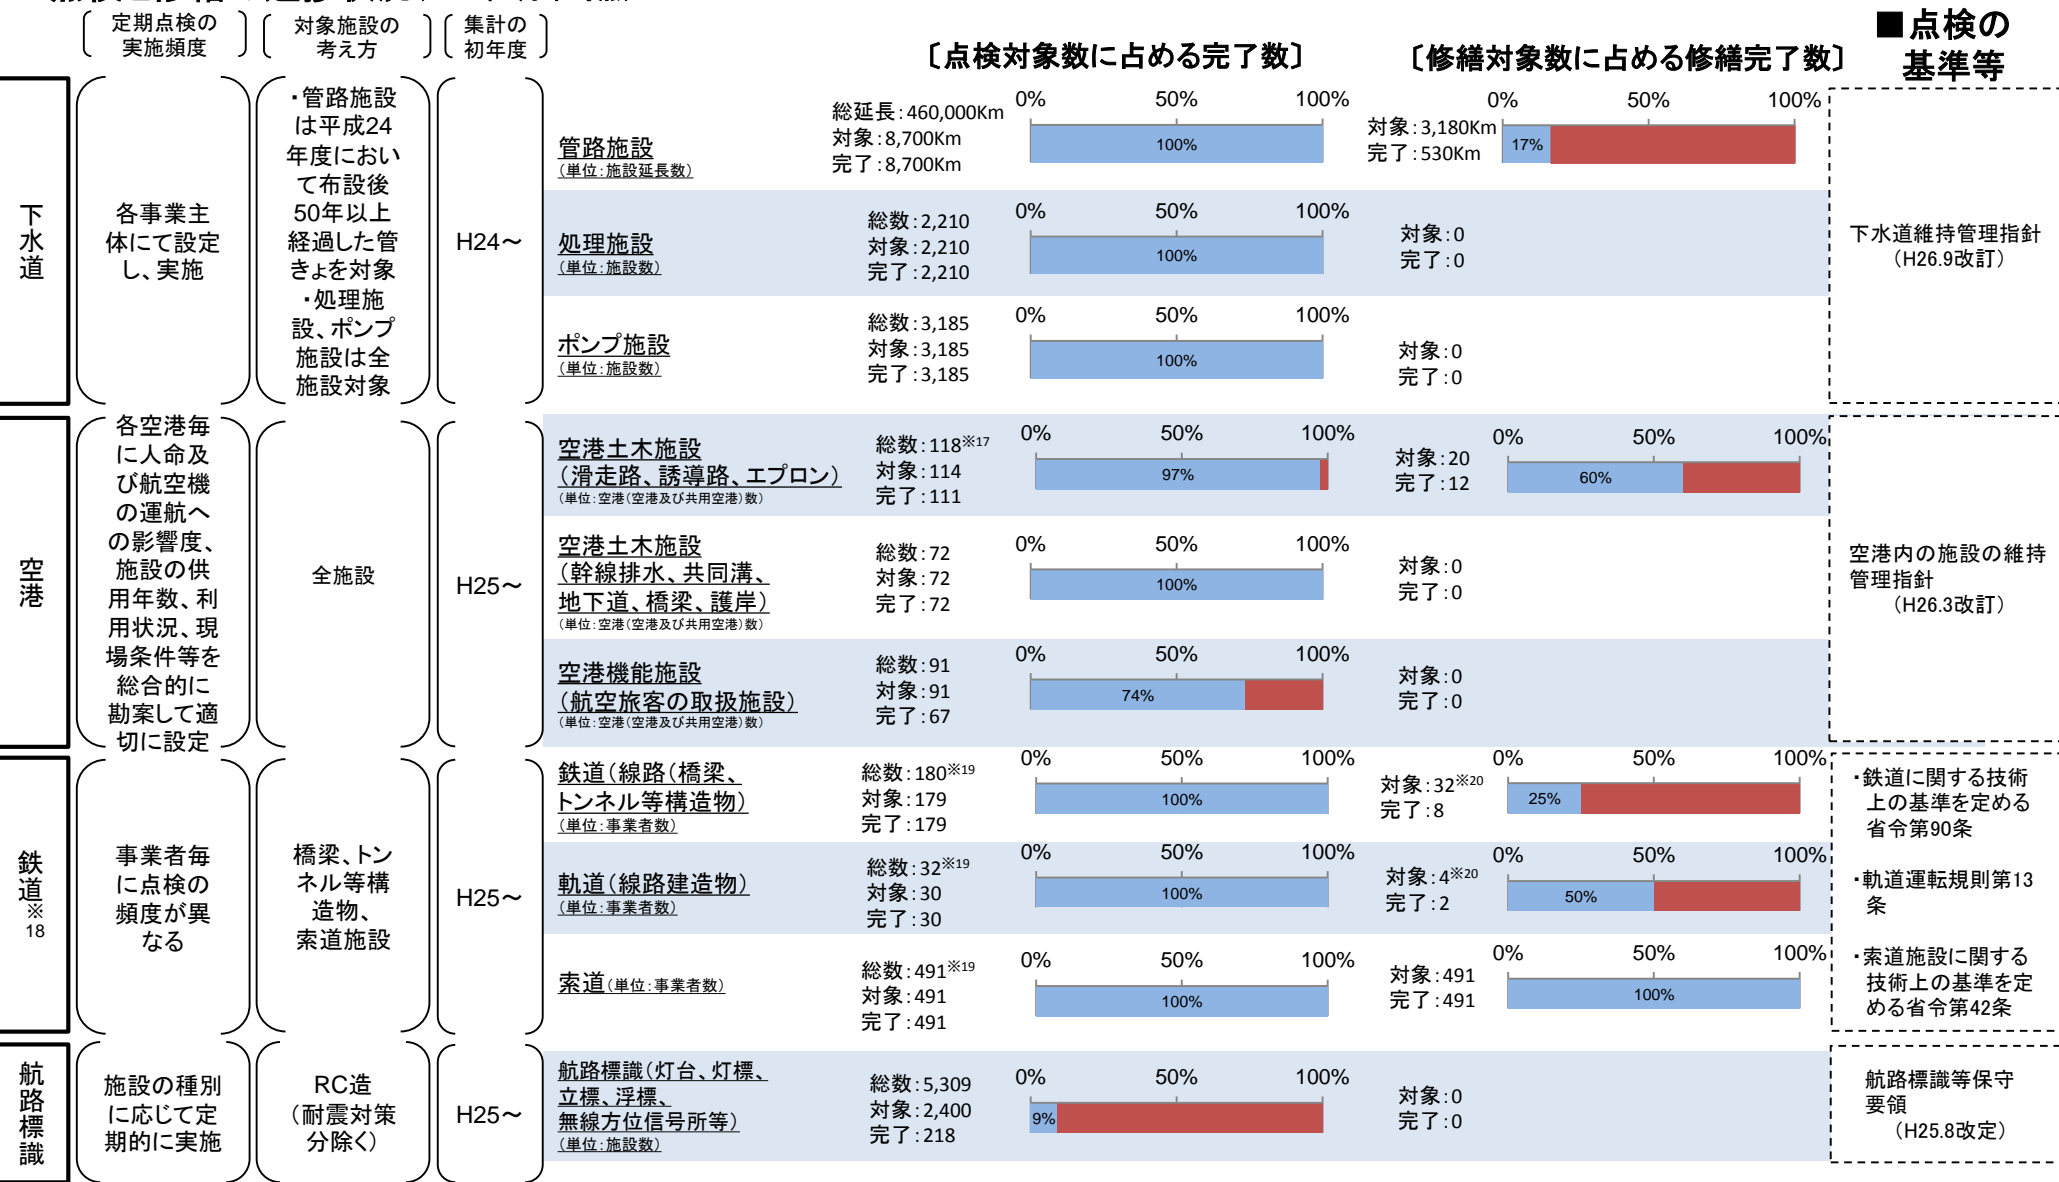 定期点検の
実施頻度
対象施設の
考え方
集計の
初年度
〔点検対象数に占める完了数〕
〔修繕対象数に占める修繕完了数〕
■点検の
基準等
下水道
各事業主
体にて設定
し、実施
・管路施設
は平成24
年度におい
て布設後
50年以上
経過した管
きょを対象
・処理施
設、ポンプ
施設は全
施設対象
H24～
管路施設
（単位：施設延長数）
総延長：460,000Km
対象：8,700Km
完了：8,700Km
0% 50% 100%
100%
対象：3,180Km
完了：530Km
0% 50% 100%
17%
処理施設
（単位：施設数）
総数：2,210
対象：2,210
完了：2,210
0% 50% 100%
100%
対象：0
完了：0
ポンプ施設
（単位：施設数）
総数：3,185
対象：3,185
完了：3,185
0% 50% 100%
100%
対象：0
完了：0
下水道維持管理指針
（H26.9改訂）
空港
各空港毎
に人命及
び航空機
の運航へ
の影響度、
施設の供
用年数、利
用状況、現
場条件等を
総合的に
勘案して適
切に設定
全施設
H25～
空港土木施設
（滑走路、誘導路、エプロン）
（単位：空港（空港及び共用空港）数）
総数：118※17
対象：114
完了：111
0% 50% 100%
97%
対象：20
完了：12
0% 50% 100%
60%
空港土木施設
（幹線排水、共同溝、
地下道、橋梁、護岸）
（単位：空港（空港及び共用空港）数）
総数：72
対象：72
完了：72
0% 50% 100%
100%
対象：0
完了：0
空港機能施設
（航空旅客の取扱施設）
（単位：空港（空港及び共用空港）数）
総数：91
対象：91
完了：67
0% 50% 100%
74%
対象：0
完了：0
空港内の施設の維持
管理指針
（H26.3改訂）
鉄道※18
事業者毎
に点検の
頻度が異
なる
橋梁、トン
ネル等構
造物、
索道施設
H25～
鉄道（線路（橋梁、
トンネル等構造物）
（単位：事業者数）
総数：180※19
対象：179
完了：179
0% 50% 100%
100%
対象：32※20
完了：8
0% 50% 100%
25%
軌道（線路建造物）
（単位：事業者数）
総数：32※19
対象：30
完了：30
0% 50% 100%
100%
対象：4※20
完了：2
0% 50% 100%
50%
索道（単位：事業者数）
総数：491※19
対象：491
完了：491
0% 50% 100%
100%
対象：491
完了：491
0% 50% 100%
100%
・鉄道に関する技術
上の基準を定める
省令第90条
・軌道運転規則第13
条
・索道施設に関する
技術上の基準を定
める省令第42条
航路標識
施設の種別
に応じて定
期的に実施
RC造
（耐震対策
分除く）
H25～
航路標識（灯台、灯標、
立標、浮標、
無線方位信号所等）
（単位：施設数）
総数：5,309
対象：2,400
完了：218
0% 50% 100%
9%
対象：0
完了：0
航路標識等保守
要領
（H25.8改定）